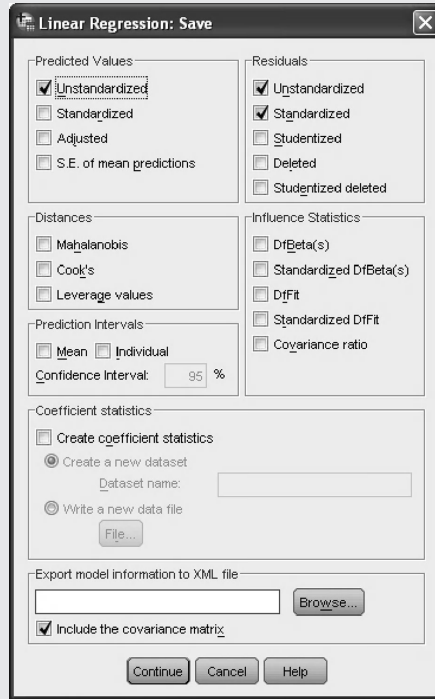 Linear Regression: Save
Predicted Values
Unstandardized
Standardized
Adjusted
S.E. of mean predictions
Residuals
Unstandardized
Standardized
Studentized
Deleted
Studentized deleted
Distances
Mahalanobis
Cook's
Leverage values
Influence Statistics
DfBeta(s)
Standardized DfBeta(s)
DfFit
Standardized DfFit
Covariance ratio
Prediction Intervals
Mean Individual
Confidence Interval: 95 %
Coefficient statistics
Create coefficient statistics
Create a new dataset
Dataset name:
Write a new data file
File...
Export model information to XML file
Browse...
Include the covariance matrix
Continue Cancel Help